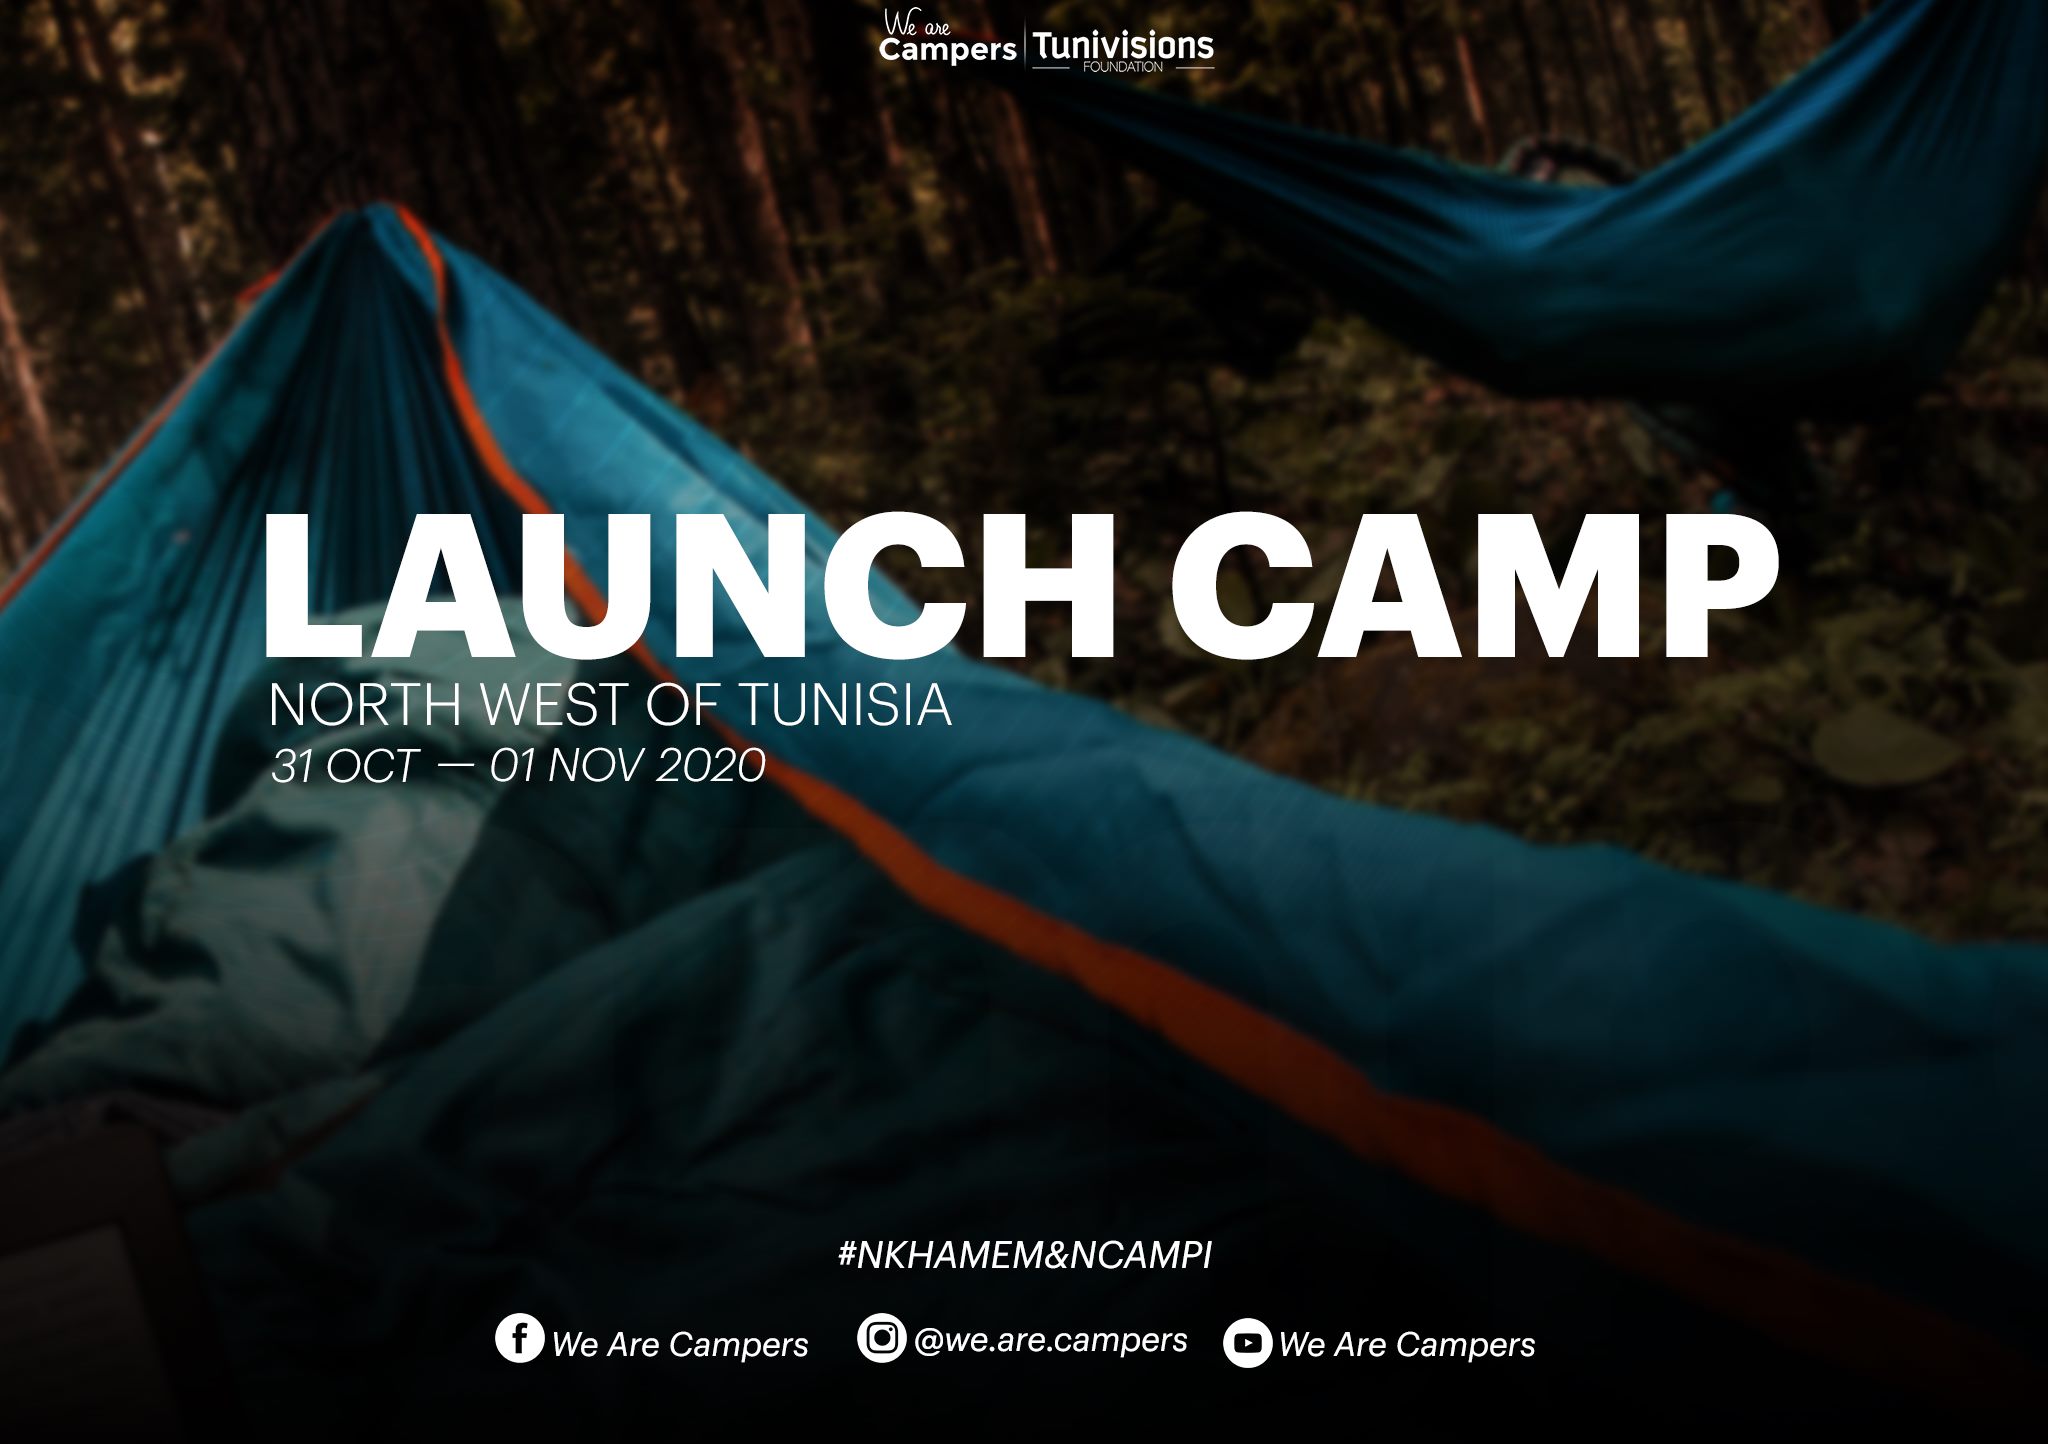 We are
Campers
Tunivisions
FOUNDATION
LAUNCH CAMP
NORTH WEST OF TUNISIA
31 OCT — 01 NOV 2020
#NKHAMEM&NCAMPI
We Are Campers
@we.are.campers
We Are Campers